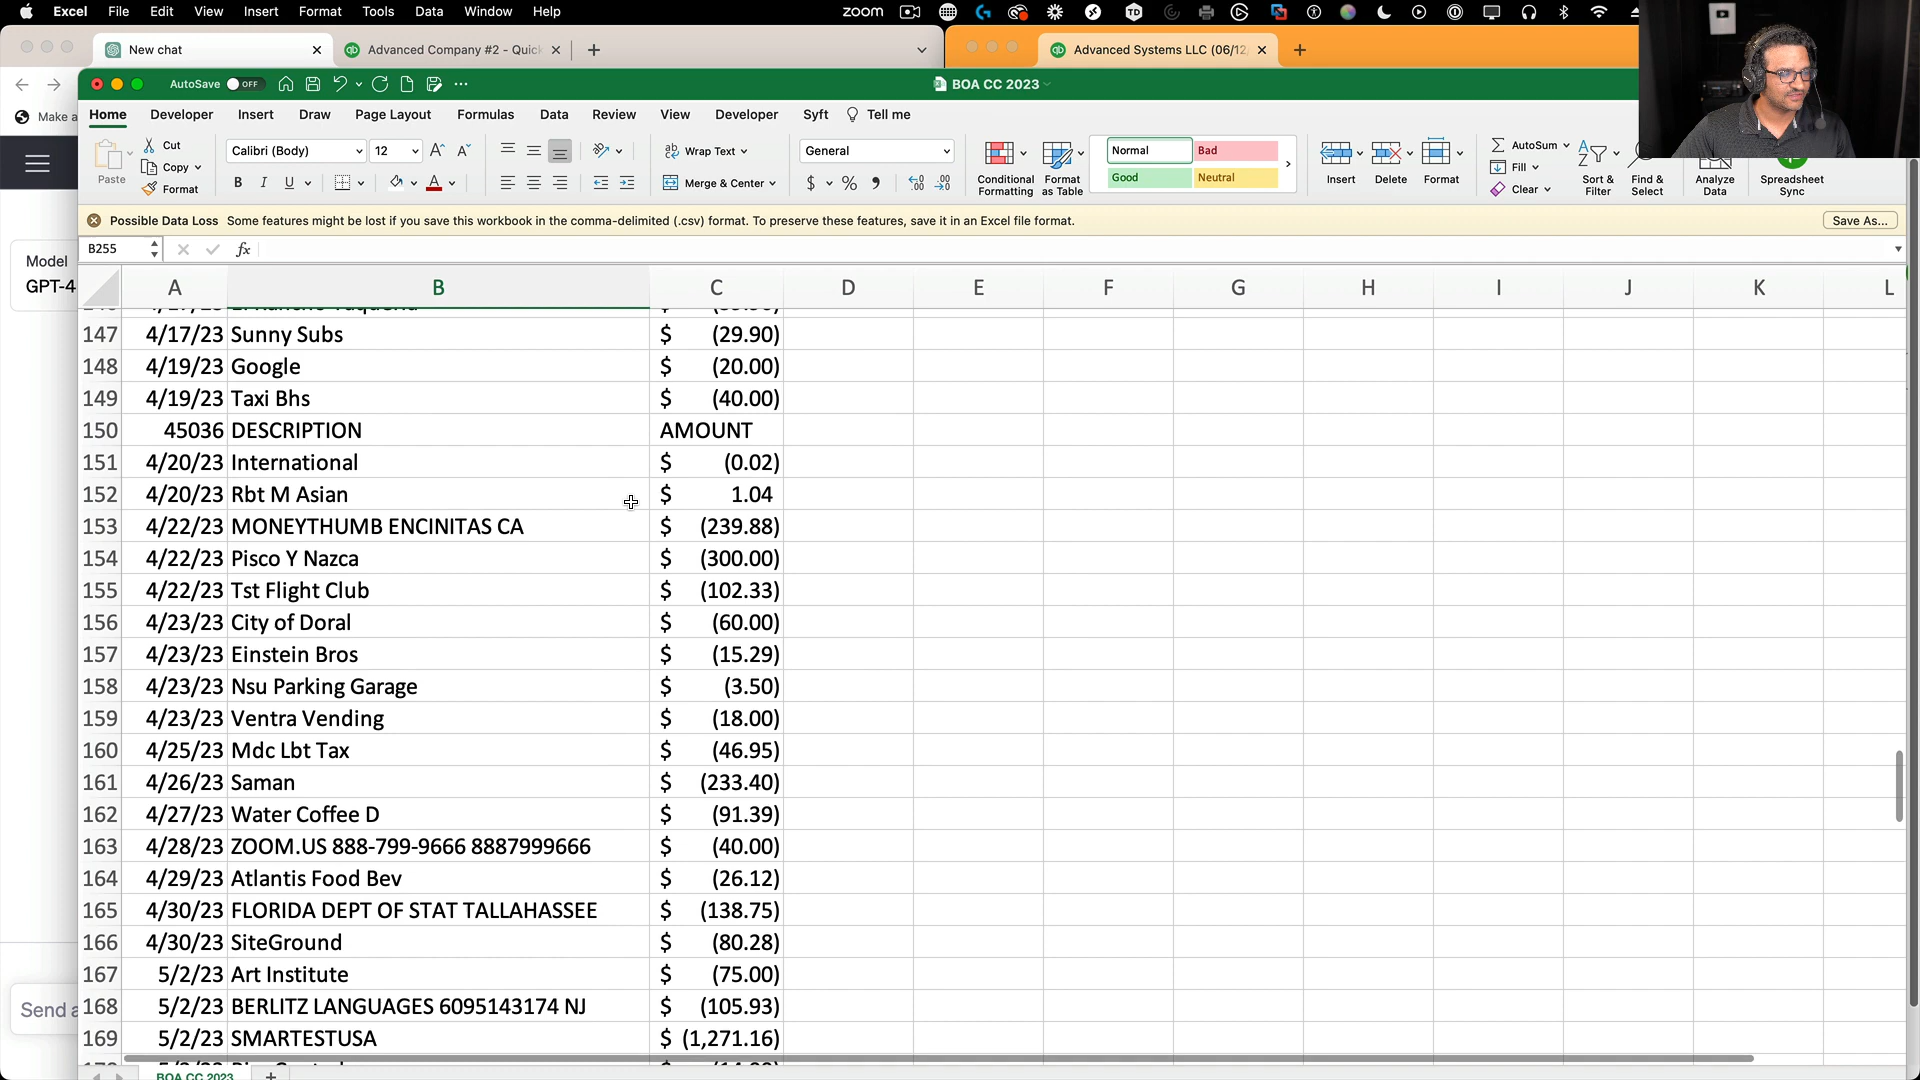 Excel File Edit View Insert Format Tools Data Window Help zoom TD
New chat Advanced Company #2 - Quick Advanced Systems LLC (06/12
AutoSave OFF BOA CC 2023
Make a
Home Insert Draw Page Layout Formulas Data Review View Developer Syft Tell me
Developer
Paste
Cut
Copy
Format
Calibri (Body) 12
B I U
Wrap Text
Merge & Center
General
$ % ,
Conditional Formatting
Format as Table
Normal Bad
Good Neutral
Insert Delete Format
AutoSum
Fill
Clear
Sort & Filter
Find & Select
Analyze Data
Spreadsheet Sync
Possible Data Loss Some features might be lost if you save this workbook in the comma-delimited (.csv) format. To preserve these features, save it in an Excel file format. Save As...
B255 fx
Model
GPT-4
Send a
A B C D E F G H I J K L
147 4/17/23 Sunny Subs $ (29.90)
148 4/19/23 Google $ (20.00)
149 4/19/23 Taxi Bhs $ (40.00)
150 45036 DESCRIPTION AMOUNT
151 4/20/23 International $ (0.02)
152 4/20/23 Rbt M Asian $ 1.04
153 4/22/23 MONEYTHUMB ENCINITAS CA $ (239.88)
154 4/22/23 Pisco Y Nazca $ (300.00)
155 4/22/23 Tst Flight Club $ (102.33)
156 4/23/23 City of Doral $ (60.00)
157 4/23/23 Einstein Bros $ (15.29)
158 4/23/23 Nsu Parking Garage $ (3.50)
159 4/23/23 Ventra Vending $ (18.00)
160 4/25/23 Mdc Lbt Tax $ (46.95)
161 4/26/23 Saman $ (233.40)
162 4/27/23 Water Coffee D $ (91.39)
163 4/28/23 ZOOM.US 888-799-9666 8887999666 $ (40.00)
164 4/29/23 Atlantis Food Bev $ (26.12)
165 4/30/23 FLORIDA DEPT OF STAT TALLAHASSEE $ (138.75)
166 4/30/23 SiteGround $ (80.28)
167 5/2/23 Art Institute $ (75.00)
168 5/2/23 BERLITZ LANGUAGES 6095143174 NJ $ (105.93)
169 5/2/23 SMARTESTUSA $ (1,271.16)
BOA CC 2023 +